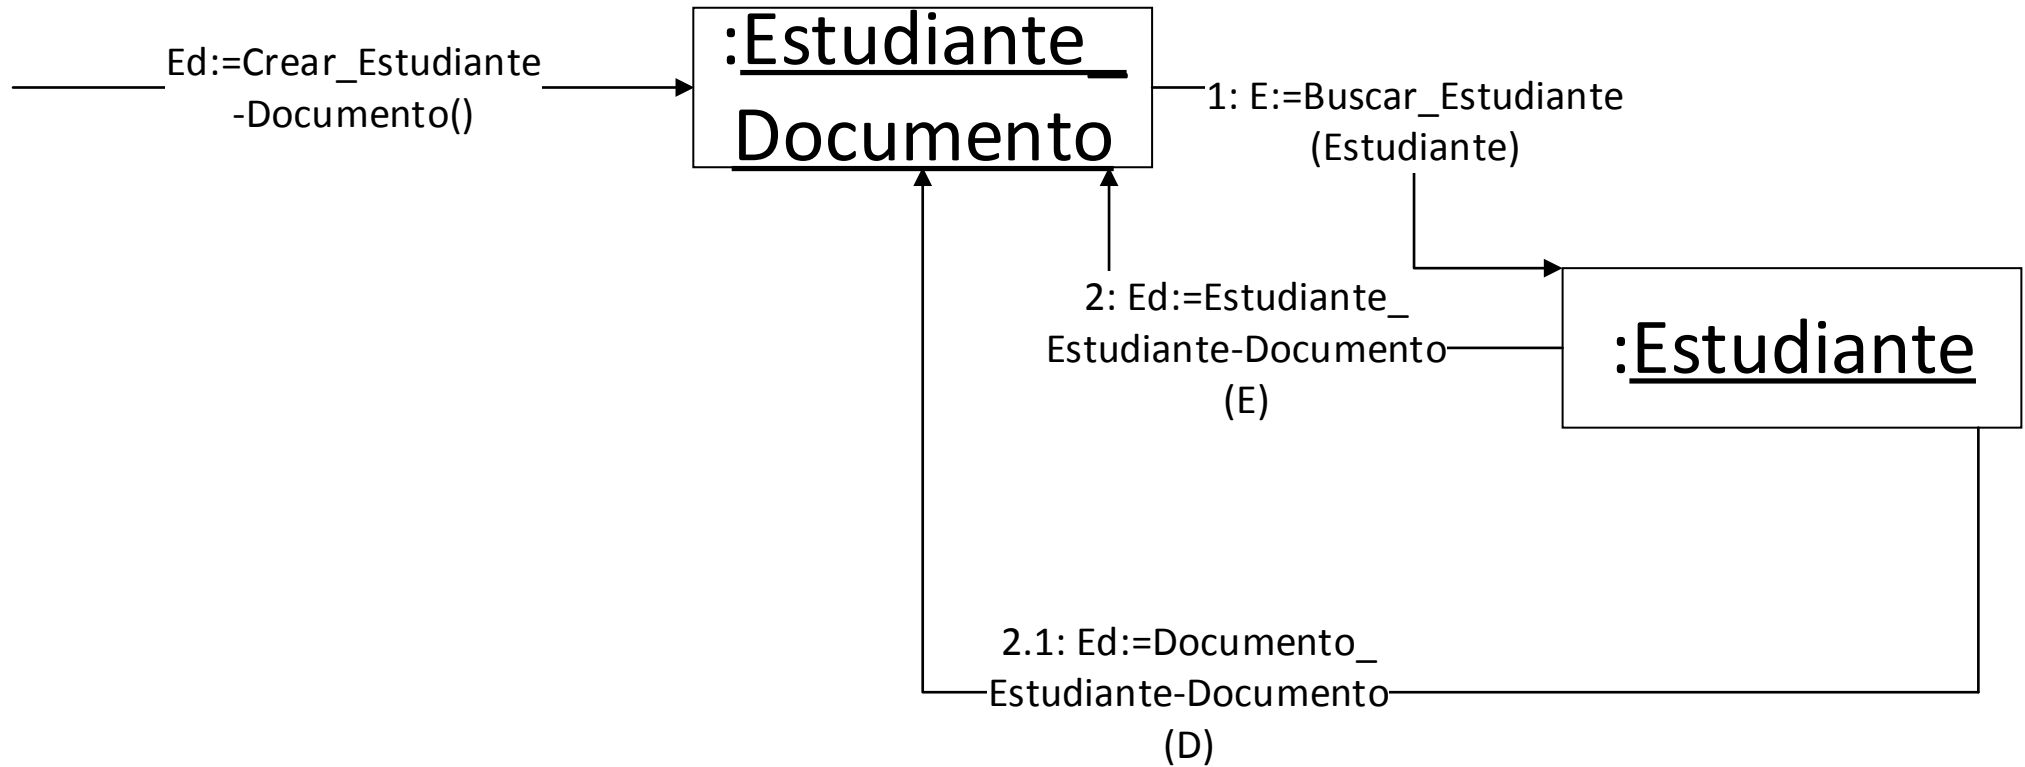 Ed:=Crear_Estudiante
-Documento()
:Estudiante_
Documento
1: E:=Buscar_Estudiante
(Estudiante)
2: Ed:=Estudiante_
Estudiante-Documento
(E)
:Estudiante
2.1: Ed:=Documento_
Estudiante-Documento
(D)